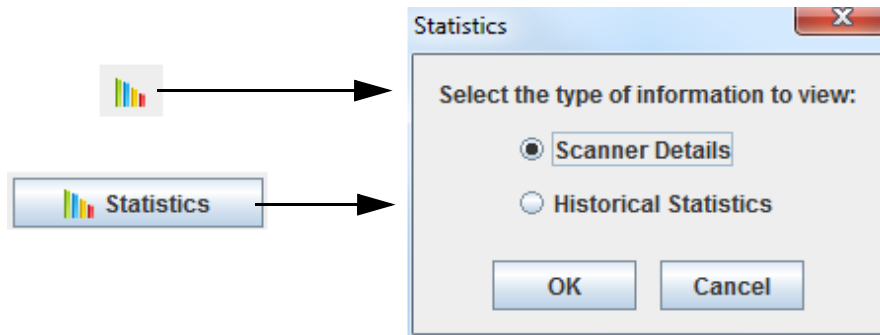 Statistics
Select the type of information to view:
Scanner Details
Statistics
Historical Statistics
OK
Cancel